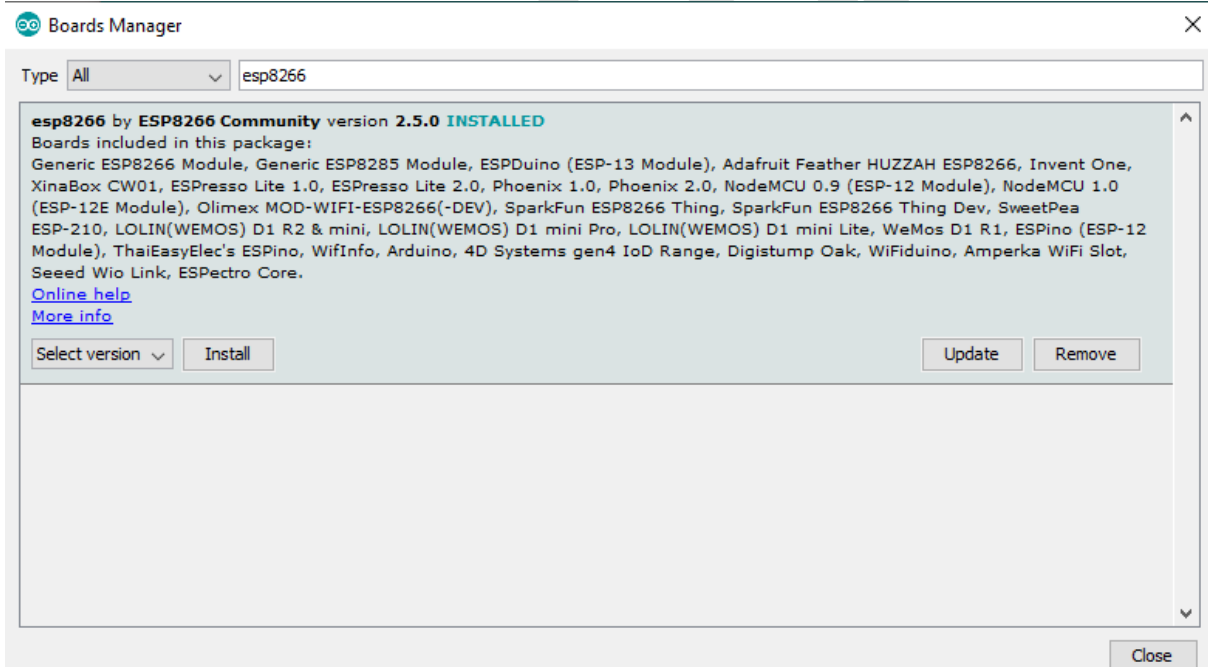 Boards Manager
Type All esp8266
esp8266 by ESP8266 Community version 2.5.0 INSTALLED
Boards included in this package:
Generic ESP8266 Module, Generic ESP8285 Module, ESPDuino (ESP-13 Module), Adafruit Feather HUZZAH ESP8266, Invent One,
XinaBox CW01, ESPresso Lite 1.0, ESPresso Lite 2.0, Phoenix 1.0, Phoenix 2.0, NodeMCU 0.9 (ESP-12 Module), NodeMCU 1.0
(ESP-12E Module), Olimex MOD-WIFI-ESP8266(-DEV), SparkFun ESP8266 Thing, SparkFun ESP8266 Thing Dev, SweetPea
ESP-210, LOLIN(WEMOS) D1 R2 & mini, LOLIN(WEMOS) D1 mini Pro, LOLIN(WEMOS) D1 mini Lite, WeMos D1 R1, ESPino (ESP-12
Module), ThaiEasyElec's ESPino, WifInfo, Arduino, 4D Systems gen4 IoD Range, Digistump Oak, WiFiduino, Amperka WiFi Slot,
Seeed Wio Link, ESPectro Core.
Online help
More info
Select version Install Update Remove
Close